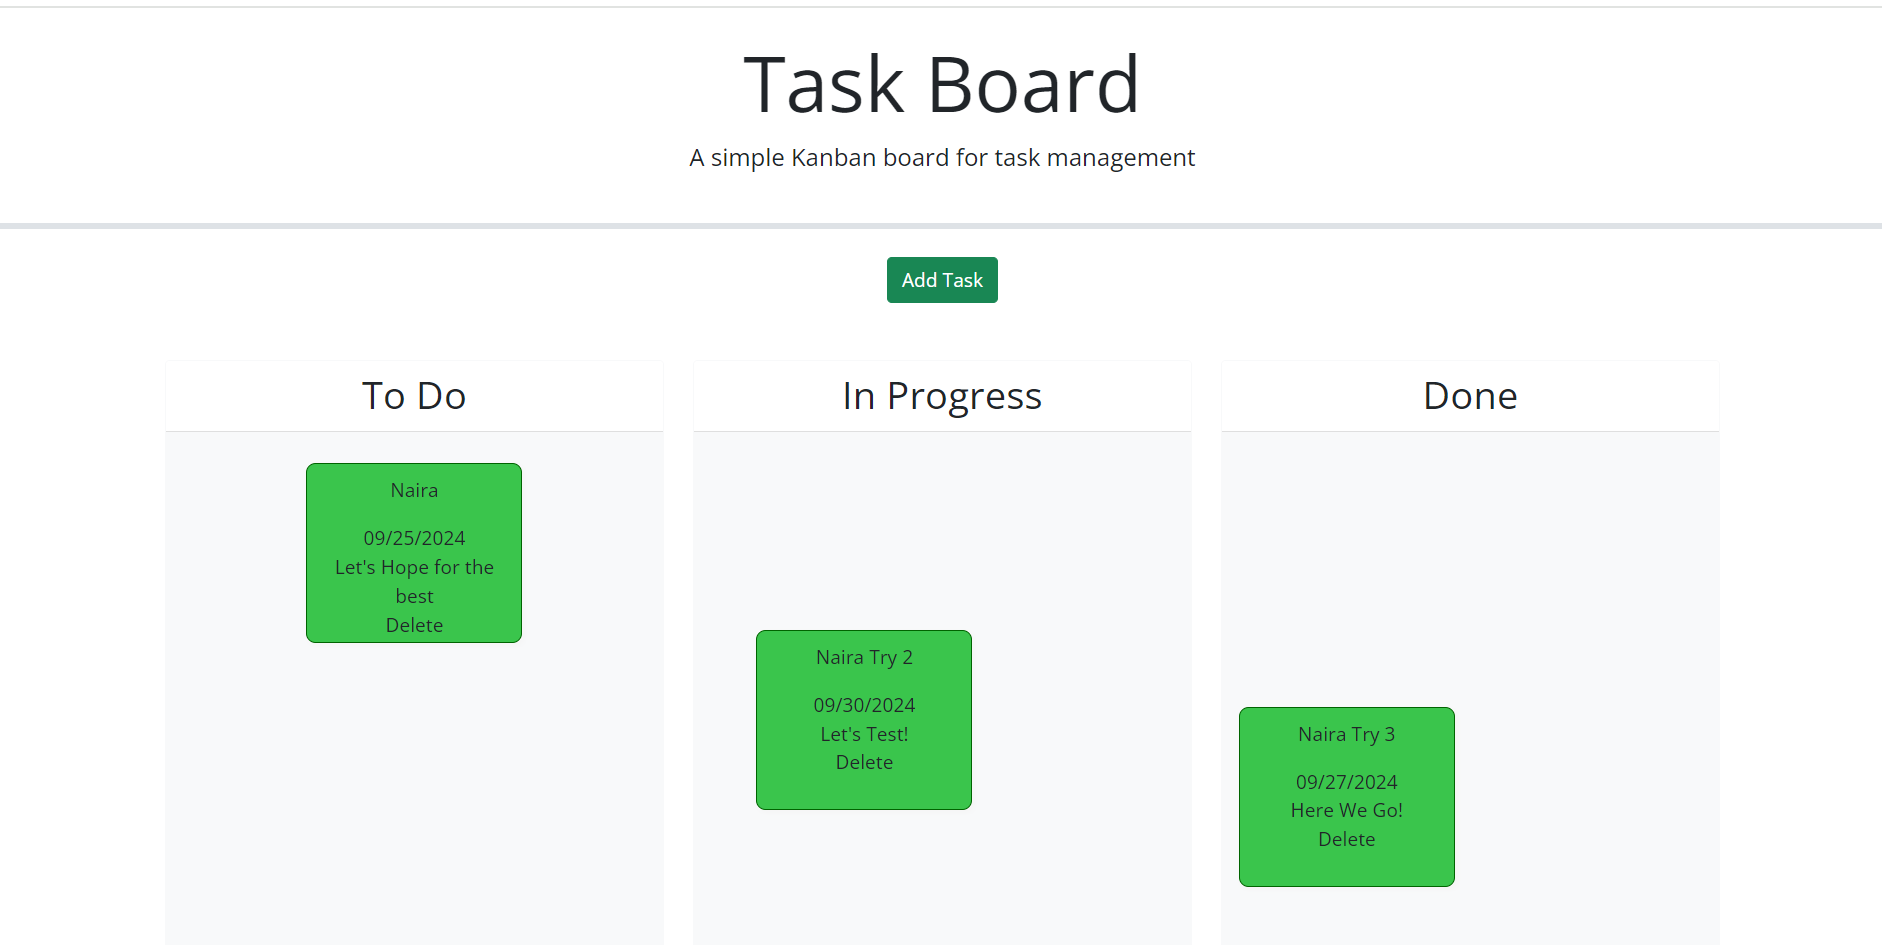 Task Board
A simple Kanban board for task management
Add Task
To Do
In Progress
Done
Naira
09/25/2024
Let's Hope for the
best
Delete
Naira Try 2
09/30/2024
Let's Test!
Delete
Naira Try 3
09/27/2024
Here We Go!
Delete